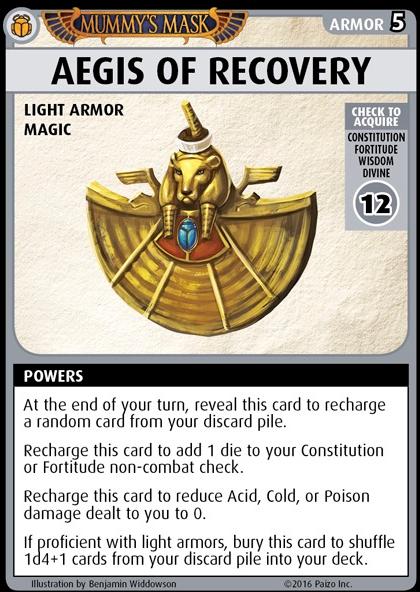 MUMMY'S MASK
ARMOR 5
AEGIS OF RECOVERY
LIGHT ARMOR
MAGIC
CHECK TO
ACQUIRE
CONSTITUTION
FORTITUDE
WISDOM
DIVINE
12
POWERS
At the end of your turn, reveal this card to recharge
a random card from your discard pile.
Recharge this card to add 1 die to your Constitution
or Fortitude non-combat check.
Recharge this card to reduce Acid, Cold, or Poison
damage dealt to you to 0.
If proficient with light armors, bury this card to shuffle
1d4+1 cards from your discard pile into your deck.
Illustration by Benjamin Widdowson
©2016 Paizo Inc.